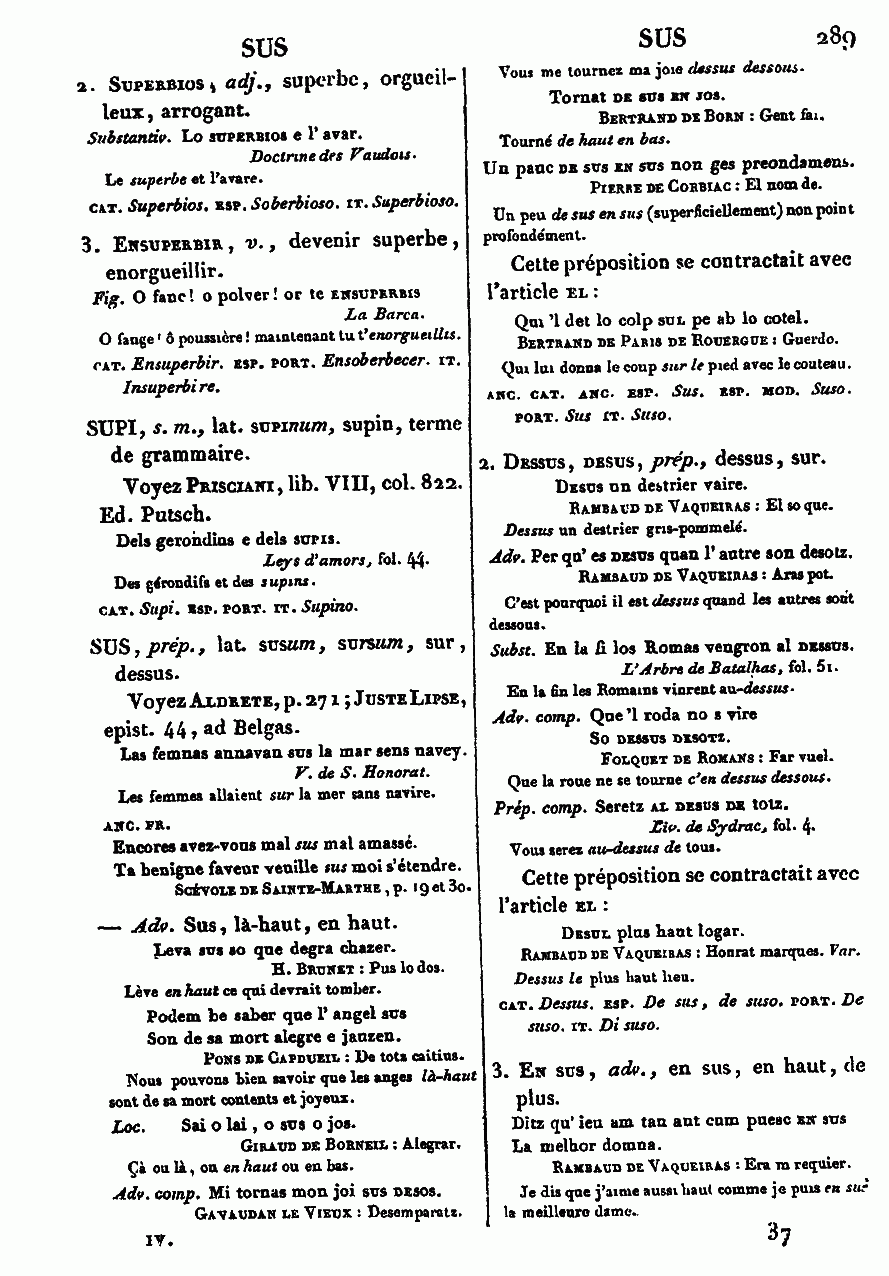 SUS
2. SUPERBIOS, adj., superbe, orgueil-
leux, arrogant.
Substantiv. Lo SUPERBIOS e l'avar.
Doctrine des Vaudois.
Le superbe et l'avare.
CAT. Superbios. ESP. Soberbioso. IT. Superbioso.
3. ENSUPERBIR, v., devenir superbe,
enorgueillir.
Fig. O fanc! o polver! or te ENSUPERBIS
La Barca.
O fange! ô poussière! maintenant tu t'enorgueillis.
CAT. Ensuperbir. ESP. PORT. Ensoberbecer. IT.
Insuperbire.
SUPI, s. m., lat. SUPINum, supin, terme
de grammaire.
Voyez PRISCIANI, lib. VIII, col. 822.
Ed. Putsch.
Dels gerondins e dels SUPIS.
Leys d'amors, fol. 44.
Des gérondifs et des supins.
CAT. Supi. ESP. PORT. IT. Supino.
SUS, prép., lat. SUSum, SURSum, sur,
dessus.
Voyez ALDRETE, p. 271; JUSTE LIPSE,
epist. 44, ad Belgas.
Las femnas annavan SUS la mar sens navey.
V. de S. Honorat.
Les femmes allaient sur la mer sans navire.
ANC. FR.
Encores avez-vous mal sus mal amassé.
Ta benigne faveur venille sus moi s'étendre.
SCÉVOLE DE SAINTE-MARTHE, p. 19 et 30.
— Adv. Sus, là-haut, en haut.
Leva SUS so que degra chazer.
H. BRUNET : Pus lo dos.
Lève en haut ce qui devrait tomber.
Podem be saber que l'angel SUS
Son de sa mort alegre e jauzen.
PONS DE CAPDUEIL : De totz caitius.
Nous pouvons bien savoir que les anges là-haut
sont de sa mort contents et joyeux.
Loc. Sai o lai, o SUS o jos.
GIRAUD DE BORNEIL : Alegrar.
Çà ou là, ou en haut ou en bas.
Adv. comp. Mi tornas mon joi SUS DESOS.
GAVAUDAN LE VIEUX : Desemparatz.
IV.
SUS 289
Vous me tournez ma joie dessus dessous.
Tornat DE SUS EN JOS.
BERTRAND DE BORN : Gent fai.
Tourné de haut en bas.
Un pauc DE SUS EN SUS non ges preondamens.
PIERRE DE CORBIAC : El nom de.
Un peu de sus en sus (superficiellement) non point
profondément.
Cette préposition se contractait avec
l'article EL :
Qui 'l det lo colp SUL pe ab lo cotel.
BERTRAND DE PARIS DE ROUERGUE : Guerdo.
Qui lui donna le coup sur le pied avec le couteau.
ANC. CAT. ANC. ESP. Sus. ESP. MOD. Suso.
PORT. Sus IT. Suso.
2. DESSUS, DESUS, prép., dessus, sur.
DESUS un destrier vaire.
RAMBAUD DE VAQUEIRAS : El so que.
Dessus un destrier gris-pommelé.
Adv. Per qu'es DESUS quan l'autre son desotz.
RAMBAUD DE VAQUEIRAS : Aras pot.
C'est pourquoi il est dessus quand les autres sont
dessous.
Subst. En la fi los Romas vengron al DESSUS.
L'Arbre de Batalhas, fol. 51.
En la fin les Romains vinrent au-dessus.
Adv. comp. Que 'l roda no s vire
So DESSUS DESOTZ.
FOLQUET DE ROMANS : Far vuel.
Que la roue ne se tourne c'en dessus dessous.
Prép. comp. Seretz AL DESUS DE totz.
Liv. de Sydrac, fol. 4.
Vous serez au-dessus de tous.
Cette préposition se contractait avec
l'article EL :
DESUL plus haut logar.
RAMBAUD DE VAQUEIRAS : Honrat marques. Var.
Dessus le plus haut lieu.
CAT. Dessus. ESP. De sus, de suso. PORT. De
suso. IT. Di suso.
3. EN SUS, adv., en sus, en haut, de
plus.
Ditz qu'ieu am tan aut cum puesc EN SUS
La melhor domna.
RAMBAUD DE VAQUEIRAS : Era m requier.
Je dis que j'aime aussi haut comme je puis en sus
la meilleure dame.
37